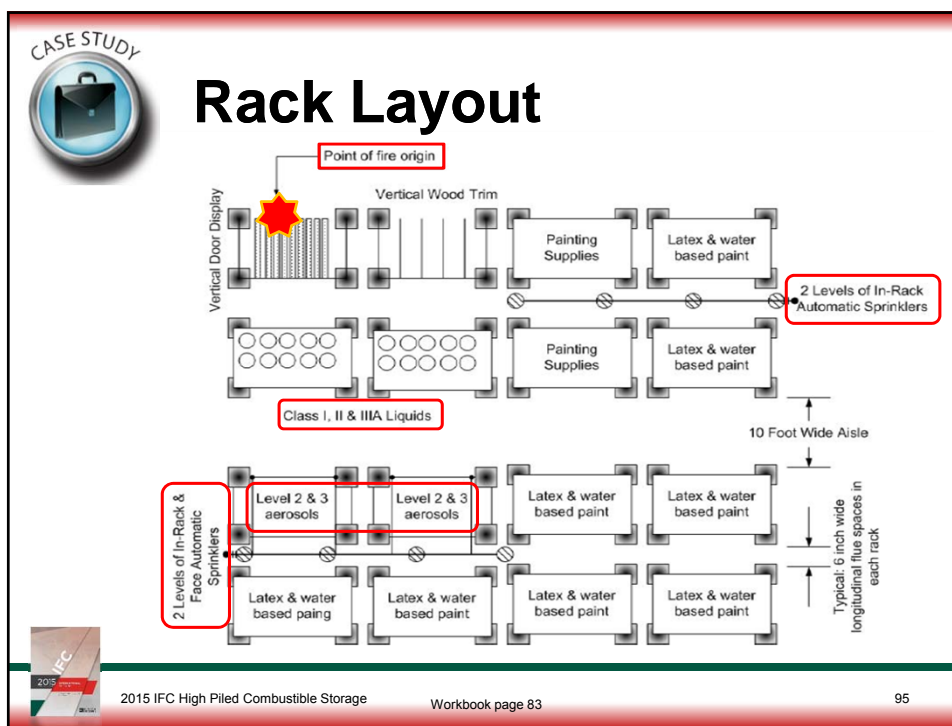 CASE STUDY
Rack Layout
Point of fire origin
Vertical Door Display
Vertical Wood Trim
Painting
Supplies
Latex & water
based paint
2 Levels of In-Rack
Automatic Sprinklers
Painting
Supplies
Latex & water
based paint
Class I, II & IIIA Liquids
10 Foot Wide Aisle
2 Levels of In-Rack &
Face Automatic
Sprinklers
Level 2 & 3
aerosols
Level 2 & 3
aerosols
Latex & water
based paint
Latex & water
based paint
Typical: 6 inch wide
longitudinal flue spaces in
each rack
Latex & water
based paing
Latex & water
based paint
Latex & water
based paint
Latex & water
based paint
IFC
2015
2015 IFC High Piled Combustible Storage
Workbook page 83
95